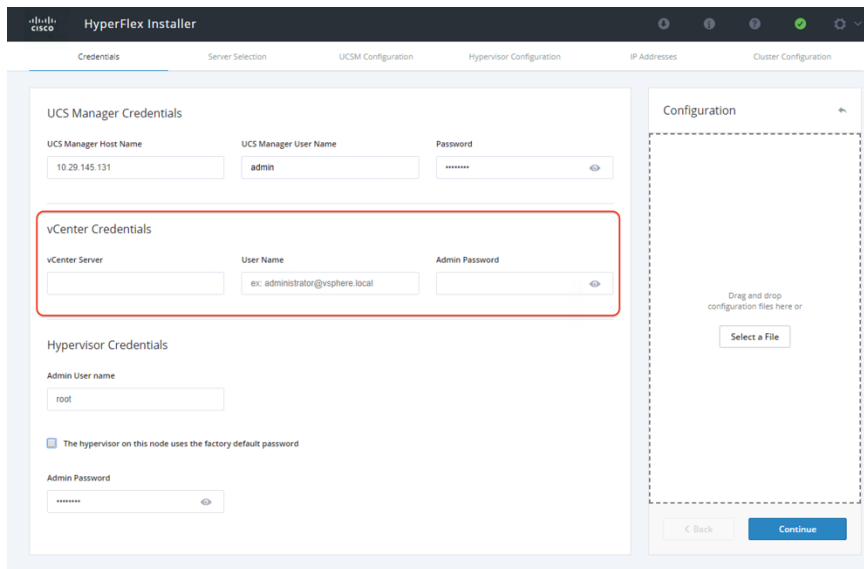 cisco HyperFlex Installer
Credentials Server Selection UCSM Configuration Hypervisor Configuration IP Addresses Cluster Configuration
UCS Manager Credentials
UCS Manager Host Name UCS Manager User Name Password
10.29.145.131 admin ••••••••
vCenter Credentials
vCenter Server User Name Admin Password
ex: administrator@vsphere.local
Hypervisor Credentials
Admin User name
root
The hypervisor on this node uses the factory default password
Admin Password
••••••••
Configuration
Drag and drop
configuration files here or
Select a File
< Back Continue